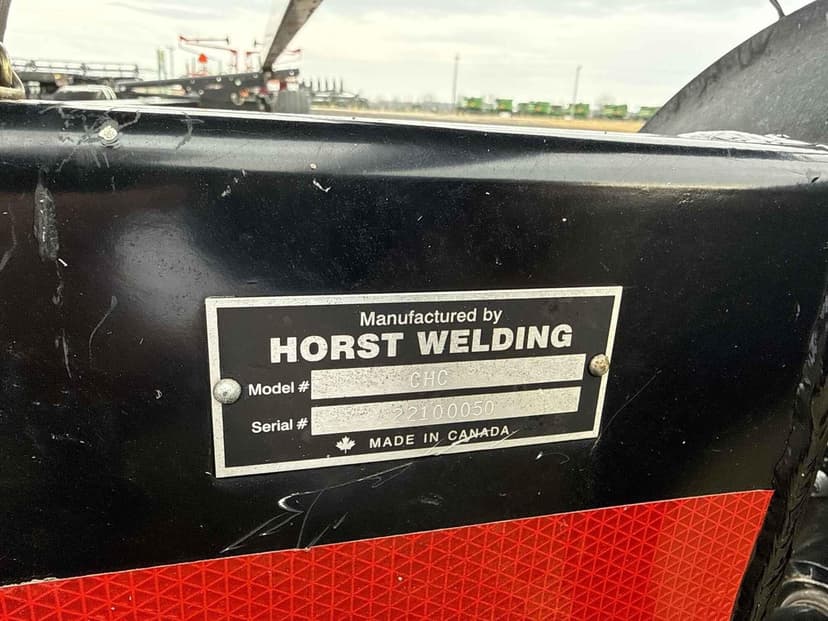 Manufactured by
HORST WELDING
Model # CHC
Serial # 22100050
MADE IN CANADA